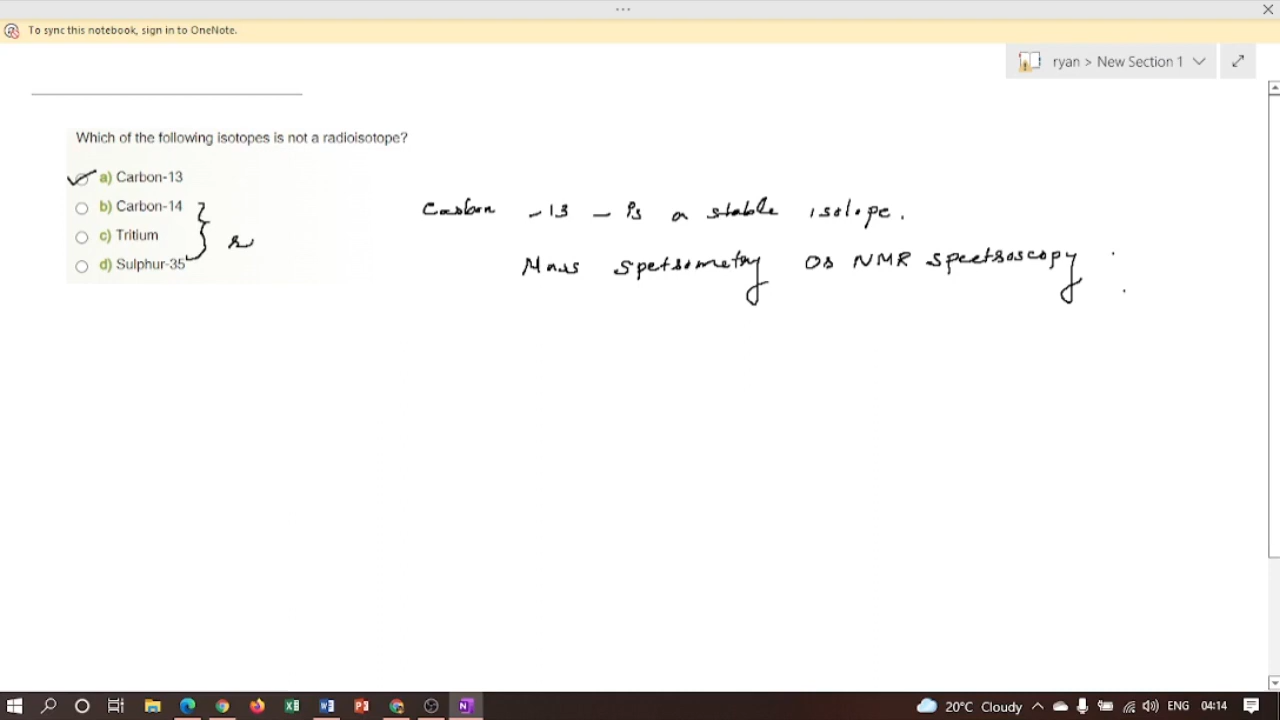 To sync this notebook, sign in to OneNote.
ryan > New Section 1
Which of the following isotopes is not a radioisotope?
a) Carbon-13
b) Carbon-14
c) Tritium
d) Sulphur-35
Carbon -13 - is a stable isotope.
Mass spetrometry or NMR spectroscopy
20°C Cloudy
ENG
04:14